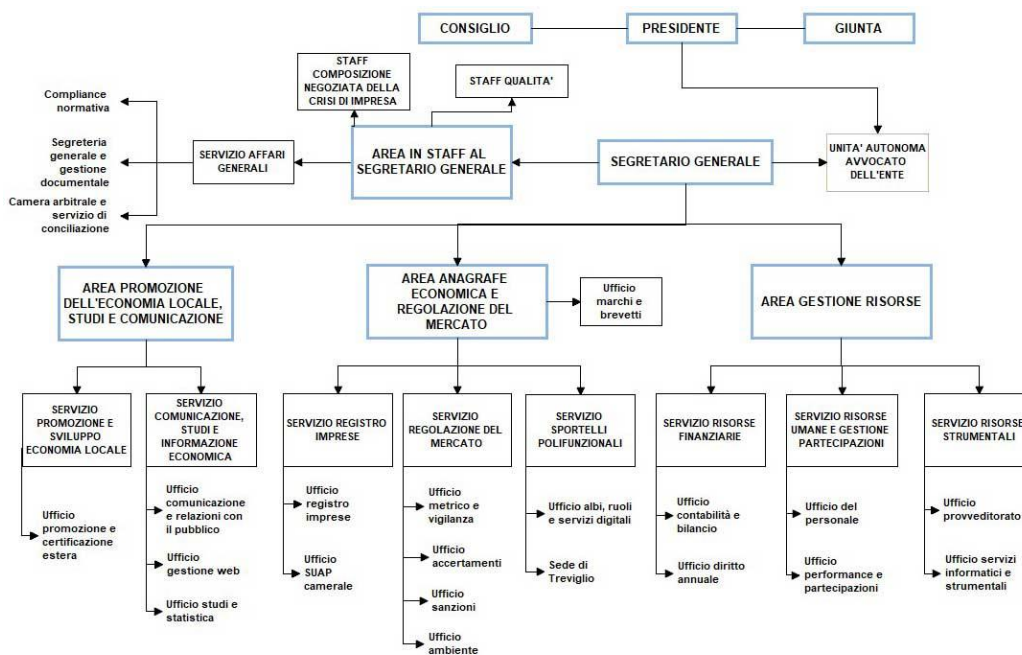 CONSIGLIO
PRESIDENTE
GIUNTA
STAFF
COMPOSIZIONE
NEGOZIATA DELLA
CRISI DI IMPRESA
STAFF QUALITA'
Compliance
normativa
Segreteria
generale e
gestione
documentale
Camera arbitrale e
servizio di
conciliazione
SERVIZIO AFFARI
GENERALI
AREA IN STAFF AL
SEGRETARIO GENERALE
SEGRETARIO GENERALE
UNITA' AUTONOMA
AVVOCATO
DELL'ENTE
AREA PROMOZIONE
DELL'ECONOMIA LOCALE,
STUDI E COMUNICAZIONE
AREA ANAGRAFE
ECONOMICA E
REGOLAZIONE DEL
MERCATO
Ufficio
marchi e
brevetti
AREA GESTIONE RISORSE
SERVIZIO
PROMOZIONE E
SVILUPPO
ECONOMIA LOCALE
SERVIZIO
COMUNICAZIONE,
STUDI E
INFORMAZIONE
ECONOMICA
SERVIZIO REGISTRO
IMPRESE
SERVIZIO
REGOLAZIONE DEL
MERCATO
SERVIZIO
SPORTELLI
POLIFUNZIONALI
SERVIZIO RISORSE
FINANZIARIE
SERVIZIO RISORSE
UMANE E GESTIONE
PARTECIPAZIONI
SERVIZIO RISORSE
STRUMENTALI
Ufficio
promozione e
certificazione
estera
Ufficio
comunicazione
e relazioni con
il pubblico
Ufficio
gestione web
Ufficio studi e
statistica
Ufficio
registro
imprese
Ufficio
SUAP
camerale
Ufficio
metrico e
vigilanza
Ufficio
accertamenti
Ufficio
sanzioni
Ufficio
ambiente
Ufficio albi, ruoli
e servizi digitali
Sede di
Treviglio
Ufficio
contabilità e
bilancio
Ufficio diritto
annuale
Ufficio del
personale
Ufficio
performance e
partecipazioni
Ufficio
provveditorato
Ufficio servizi
informatici e
strumentali